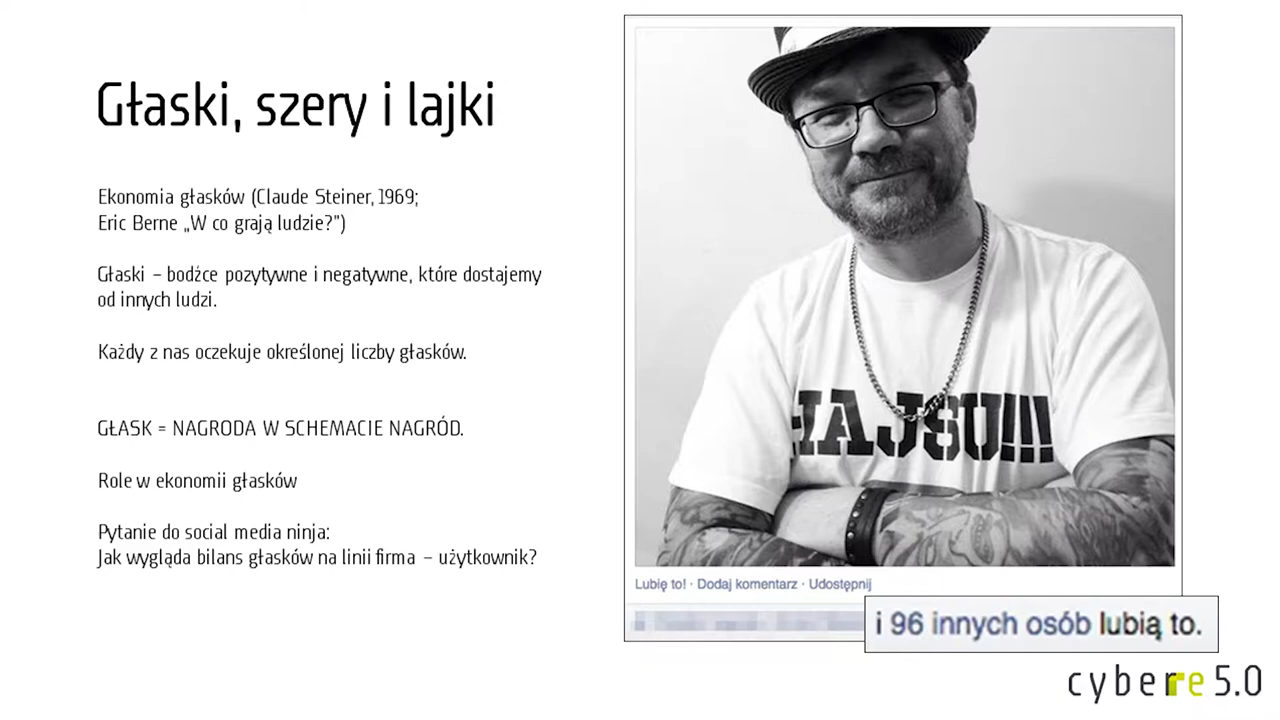 Głaski, szery i lajki
Ekonomia głasków (Claude Steiner, 1969;
Eric Berne „W co grają ludzie?")
Głaski – bodźce pozytywne i negatywne, które dostajemy
od innych ludzi.
Każdy z nas oczekuje określonej liczby głasków.
GŁASK = NAGRODA W SCHEMACIE NAGRÓD.
Role w ekonomii głasków
Pytanie do social media ninja:
Jak wygląda bilans głasków na linii firma – użytkownik?
HAJSU!!!
Lubię to! · Dodaj komentarz · Udostępnij
i 96 innych osób lubią to.
cyberre 5.0